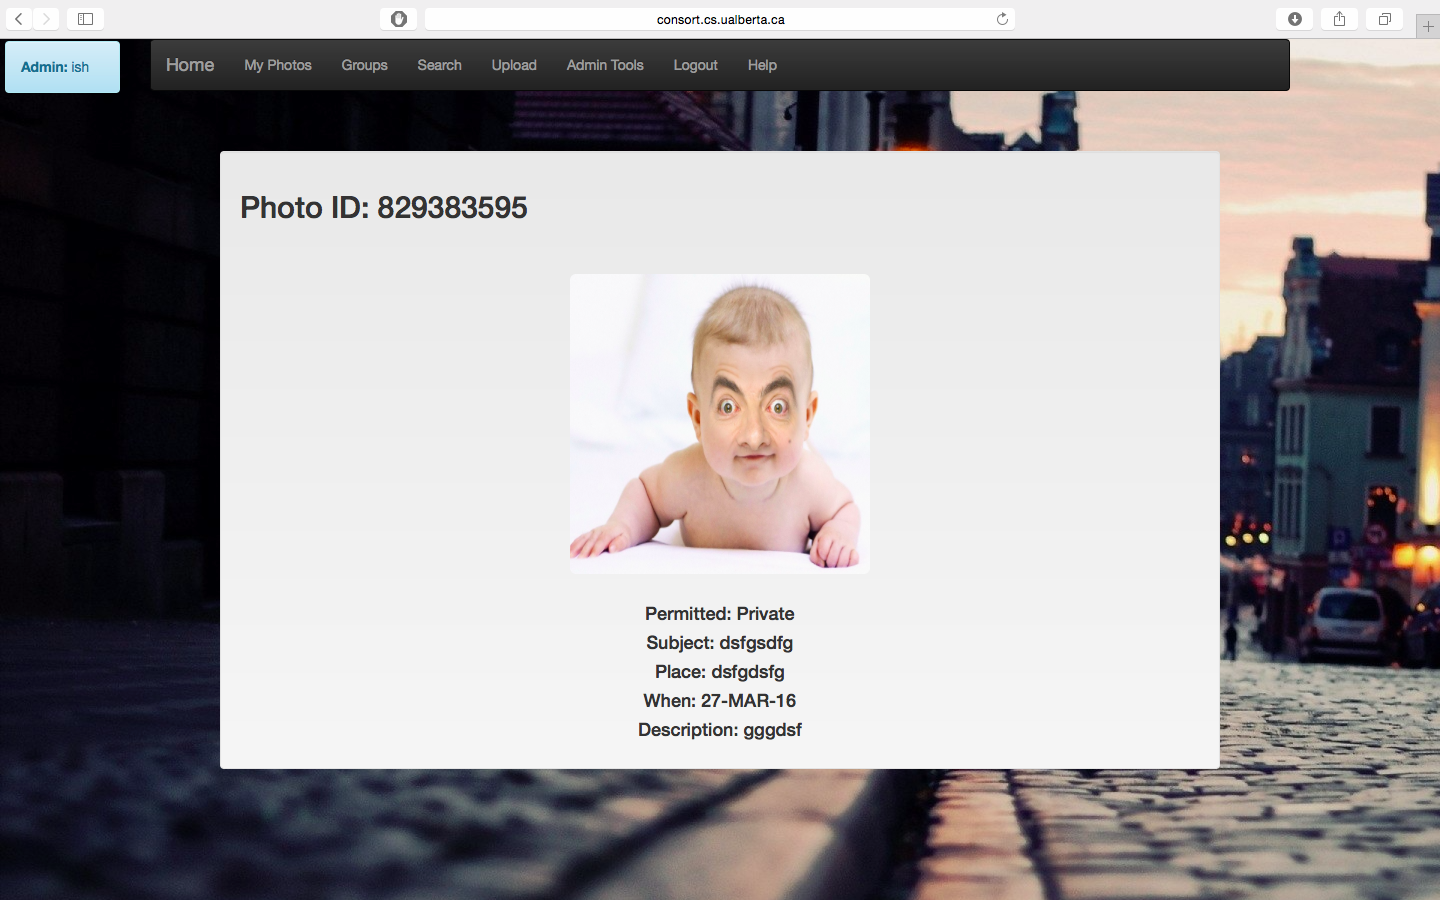 consort.cs.ualberta.ca
Admin: ish
Home My Photos Groups Search Upload Admin Tools Logout Help
Photo ID: 829383595
Permitted: Private
Subject: dsfgsdfg
Place: dsfgdsfg
When: 27-MAR-16
Description: gggdsf